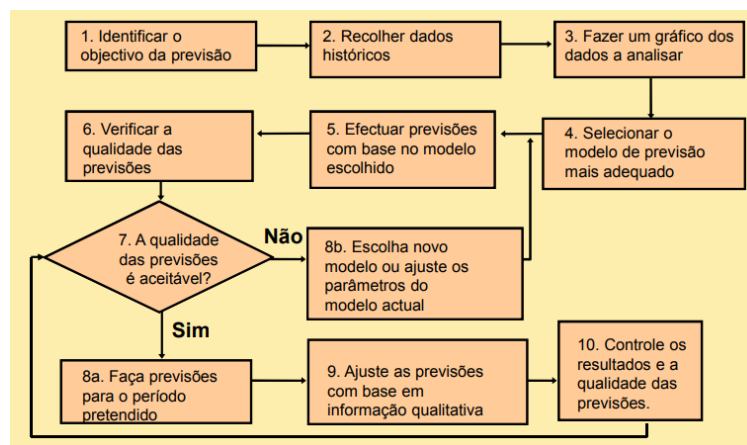 1. Identificar o
objectivo da previsão
2. Recolher dados
históricos
3. Fazer um gráfico dos
dados a analisar
4. Selecionar o
modelo de previsão
mais adequado
5. Efectuar previsões
com base no modelo
escolhido
6. Verificar a
qualidade das
previsões
7. A qualidade
das previsões
é aceitável?
Não
8b. Escolha novo
modelo ou ajuste os
parâmetros do
modelo actual
Sim
8a. Faça previsões
para o período
pretendido
9. Ajuste as previsões
com base em
informação qualitativa
10. Controle os
resultados e a
qualidade das
previsões.